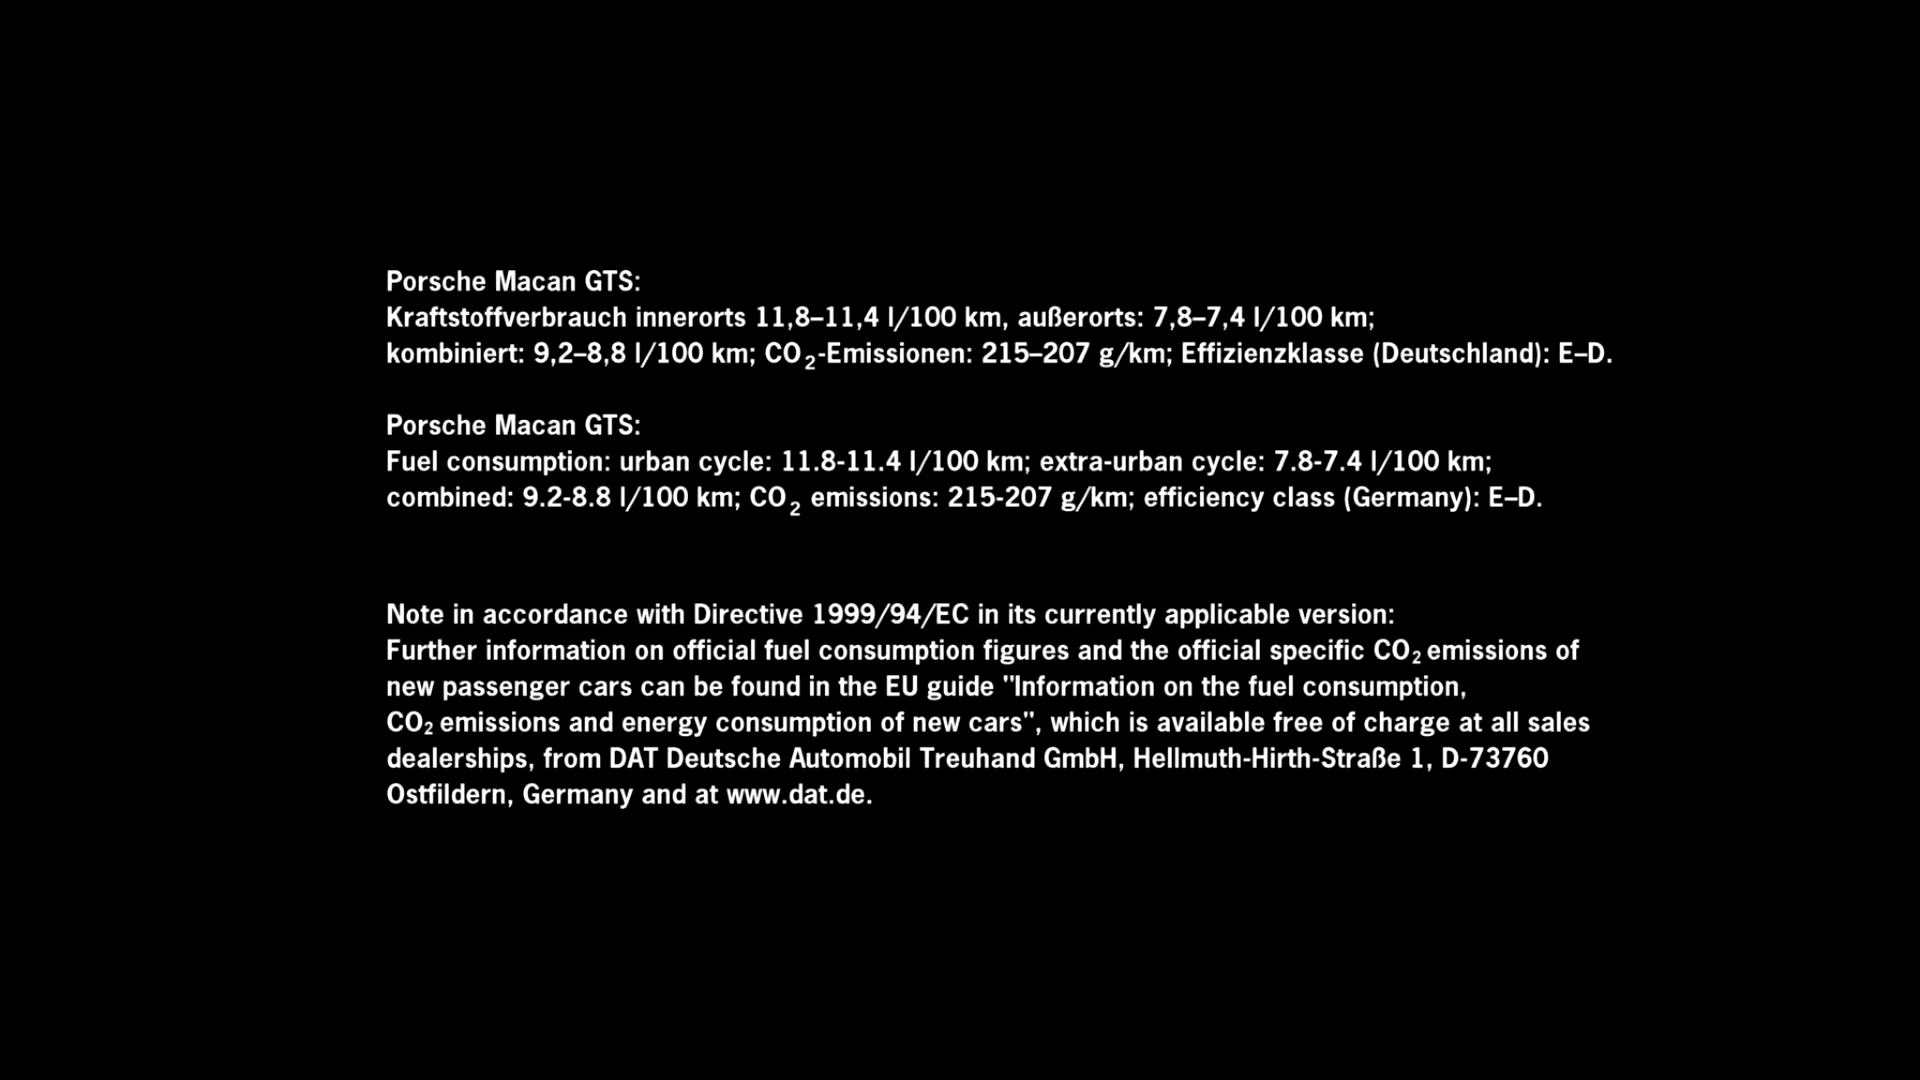 Porsche Macan GTS:
Kraftstoffverbrauch innerorts 11,8–11,4 l/100 km, außerorts: 7,8–7,4 l/100 km;
kombiniert: 9,2–8,8 l/100 km; CO₂-Emissionen: 215–207 g/km; Effizienzklasse (Deutschland): E–D.
Porsche Macan GTS:
Fuel consumption: urban cycle: 11.8-11.4 l/100 km; extra-urban cycle: 7.8-7.4 l/100 km;
combined: 9.2-8.8 l/100 km; CO₂ emissions: 215-207 g/km; efficiency class (Germany): E–D.
Note in accordance with Directive 1999/94/EC in its currently applicable version:
Further information on official fuel consumption figures and the official specific CO₂ emissions of
new passenger cars can be found in the EU guide "Information on the fuel consumption,
CO₂ emissions and energy consumption of new cars", which is available free of charge at all sales
dealerships, from DAT Deutsche Automobil Treuhand GmbH, Hellmuth-Hirth-Straße 1, D-73760
Ostfildern, Germany and at www.dat.de.